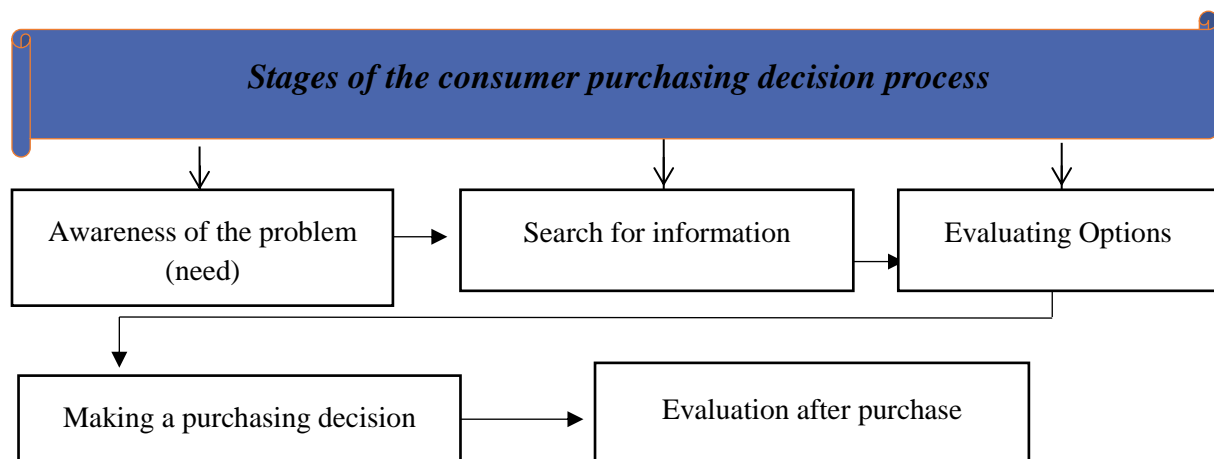 Stages of the consumer purchasing decision process
Awareness of the problem
(need)
Search for information
Evaluating Options
Making a purchasing decision
Evaluation after purchase